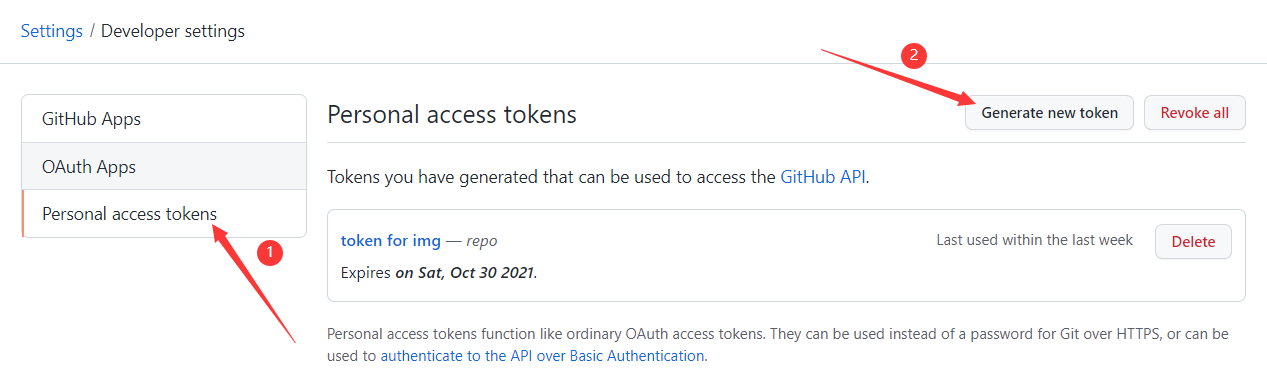 Settings / Developer settings
2
GitHub Apps
OAuth Apps
Personal access tokens
1
Personal access tokens
Generate new token
Revoke all
Tokens you have generated that can be used to access the GitHub API.
token for img — repo
Last used within the last week
Delete
Expires on Sat, Oct 30 2021.
Personal access tokens function like ordinary OAuth access tokens. They can be used instead of a password for Git over HTTPS, or can be
used to authenticate to the API over Basic Authentication.